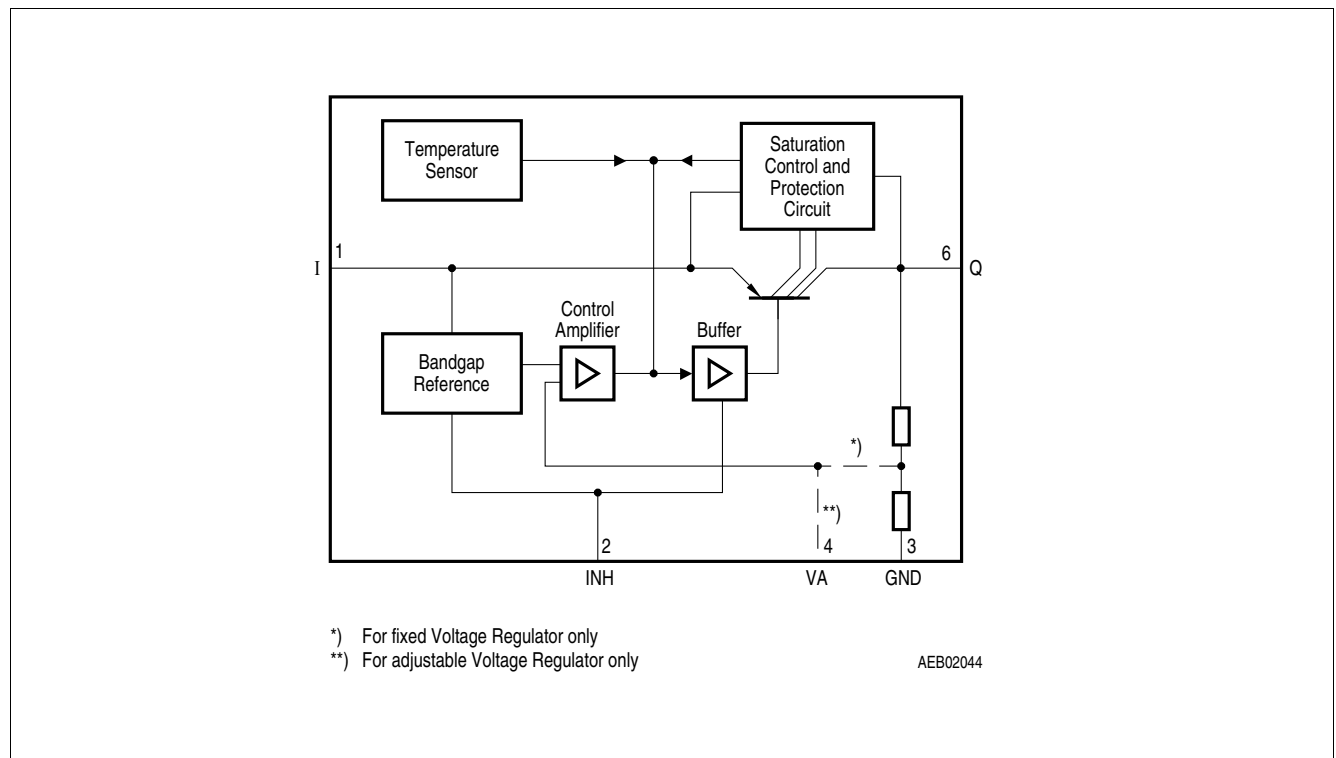 Temperature
Sensor
Saturation
Control and
Protection
Circuit
1
I
6
Q
Control
Amplifier
Buffer
Bandgap
Reference
*)
**)
2
4
3
INH
VA
GND
*) For fixed Voltage Regulator only
**) For adjustable Voltage Regulator only
AEB02044